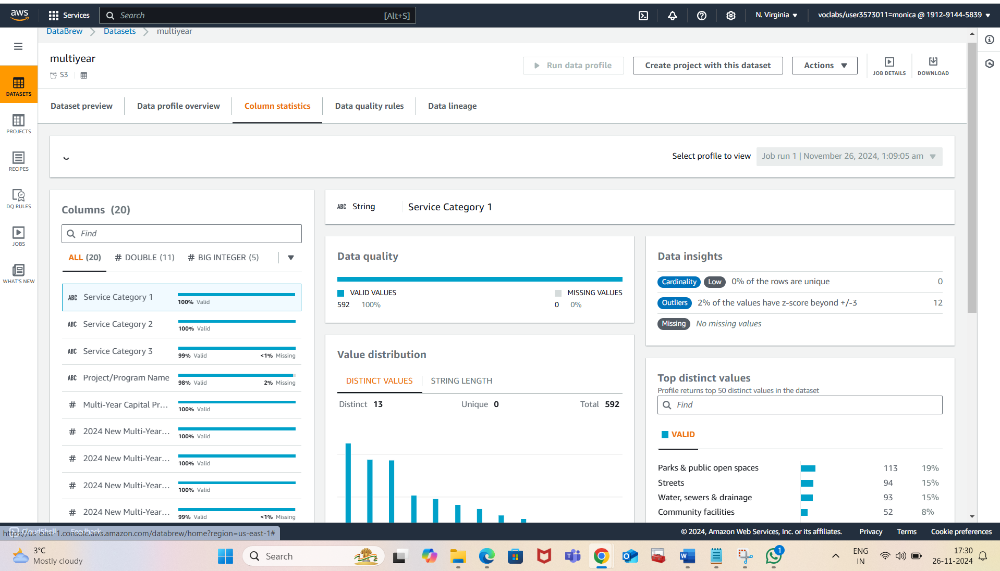 aws
Services
Search
[Alt+S]
N. Virginia ▼
voclabs/user3573011=monica @ 1912-9144-5839 ▼
DataBrew > Datasets > multiyear
multiyear
S3
Run data profile
Create project with this dataset
Actions ▼
JOB DETAILS
DOWNLOAD
DATASETS
PROJECTS
RECIPES
DQ RULES
JOBS
WHAT'S NEW
Dataset preview
Data profile overview
Column statistics
Data quality rules
Data lineage
Select profile to view
Job run 1 | November 26, 2024, 1:09:05 am ▼
Columns (20)
Find
ALL (20)
# DOUBLE (11)
# BIG INTEGER (5)
ABC Service Category 1
100% Valid
ABC Service Category 2
100% Valid
ABC Service Category 3
99% Valid <1% Missing
ABC Project/Program Name
98% Valid 2% Missing
# Multi-Year Capital Pr...
100% Valid
# 2024 New Multi-Year...
100% Valid
# 2024 New Multi-Year...
100% Valid
# 2024 New Multi-Year...
100% Valid
# 2024 New Multi-Year...
99% Valid <1% Missing
ABC String
Service Category 1
Data quality
VALID VALUES
592 100%
MISSING VALUES
0 0%
Value distribution
DISTINCT VALUES
STRING LENGTH
Distinct 13
Unique 0
Total 592
Data insights
Cardinality Low 0% of the rows are unique 0
Outliers 2% of the values have z-score beyond +/-3 12
Missing No missing values
Top distinct values
Profile returns top 50 distinct values in the dataset
Find
VALID
Parks & public open spaces 113 19%
Streets 94 15%
Water, sewers & drainage 93 15%
Community facilities 52 8%
CloudShell
Feedback
https://us-east-1.console.aws.amazon.com/databrew/home?region=us-east-1#
© 2024, Amazon Web Services, Inc. or its affiliates.
Privacy
Terms
Cookie preferences
3°C
Mostly cloudy
Search
1
ENG
IN
17:30
26-11-2024